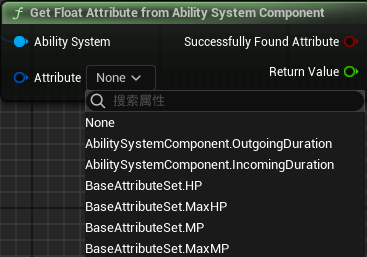 Get Float Attribute from Ability System Component
Ability System
Successfully Found Attribute
Attribute
None
Return Value
搜索属性
None
AbilitySystemComponent.OutgoingDuration
AbilitySystemComponent.IncomingDuration
BaseAttributeSet.HP
BaseAttributeSet.MaxHP
BaseAttributeSet.MP
BaseAttributeSet.MaxMP